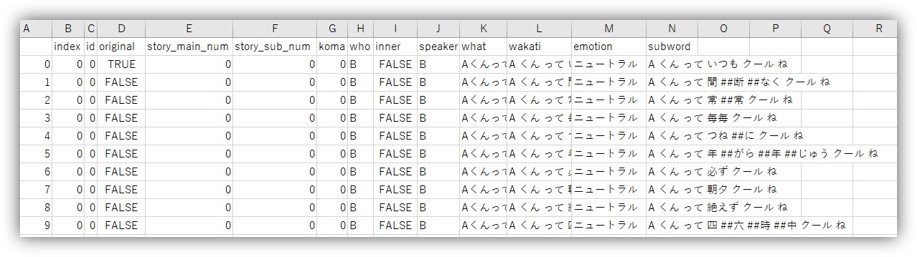 A B C D E F G H I J K L M N O P Q R
index id original story_main_num story_sub_num koma who inner speaker what wakati emotion subword
0 0 0 TRUE 0 0 0 B FALSE B Aくんって A くん って ニュートラル A くん って いつも クール ね
1 0 0 FALSE 0 0 0 B FALSE B Aくんって A くん って ニュートラル A くん って 間 ##断 ##なく クール ね
2 0 0 FALSE 0 0 0 B FALSE B Aくんって A くん って ニュートラル A くん って 常 ##常 クール ね
3 0 0 FALSE 0 0 0 B FALSE B Aくんって A くん って ニュートラル A くん って 毎毎 クール ね
4 0 0 FALSE 0 0 0 B FALSE B Aくんって A くん って ニュートラル A くん って つね ##に クール ね
5 0 0 FALSE 0 0 0 B FALSE B Aくんって A くん って ニュートラル A くん って 年 ##がら ##年 ##じゅう クール ね
6 0 0 FALSE 0 0 0 B FALSE B Aくんって A くん って ニュートラル A くん って 必ず クール ね
7 0 0 FALSE 0 0 0 B FALSE B Aくんって A くん って ニュートラル A くん って 朝夕 クール ね
8 0 0 FALSE 0 0 0 B FALSE B Aくんって A くん って ニュートラル A くん って 絶えず クール ね
9 0 0 FALSE 0 0 0 B FALSE B Aくんって A くん って ニュートラル A くん って 四 ##六 ##時 ##中 クール ね